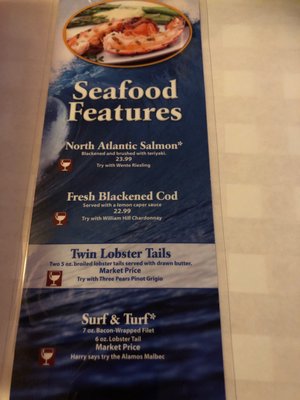 Seafood
Features
North Atlantic Salmon*
Blackened and brushed with teriyaki.
23.99
Try with Wente Riesling
Fresh Blackened Cod
Served with a lemon caper sauce
22.99
Try with William Hill Chardonnay
Twin Lobster Tails
Two 5 oz. broiled lobster tails served with drawn butter.
Market Price
Try with Three Pears Pinot Grigio
Surf & Turf*
7 oz. Bacon-Wrapped Filet
6 oz. Lobster Tail
Market Price
Harry says try the Alamos Malbec